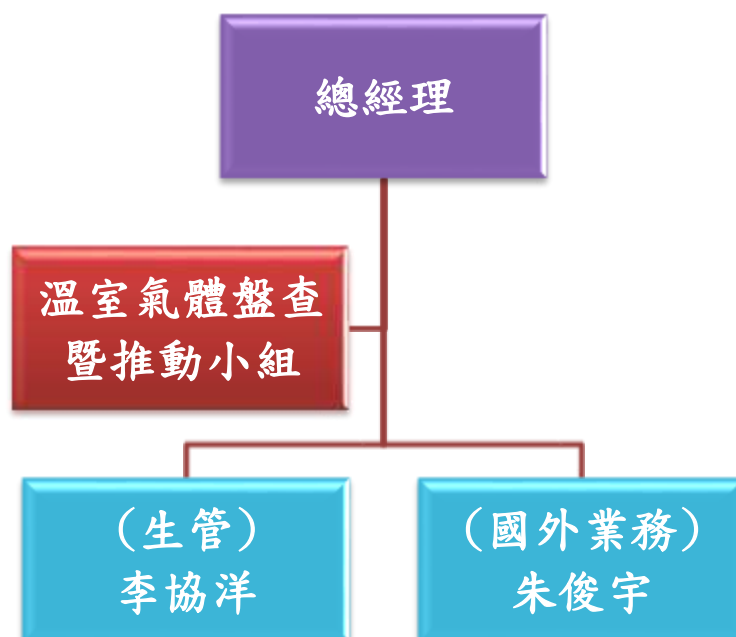 總經理
溫室氣體盤查
暨推動小組
(生管)
李協洋
(國外業務)
朱俊宇